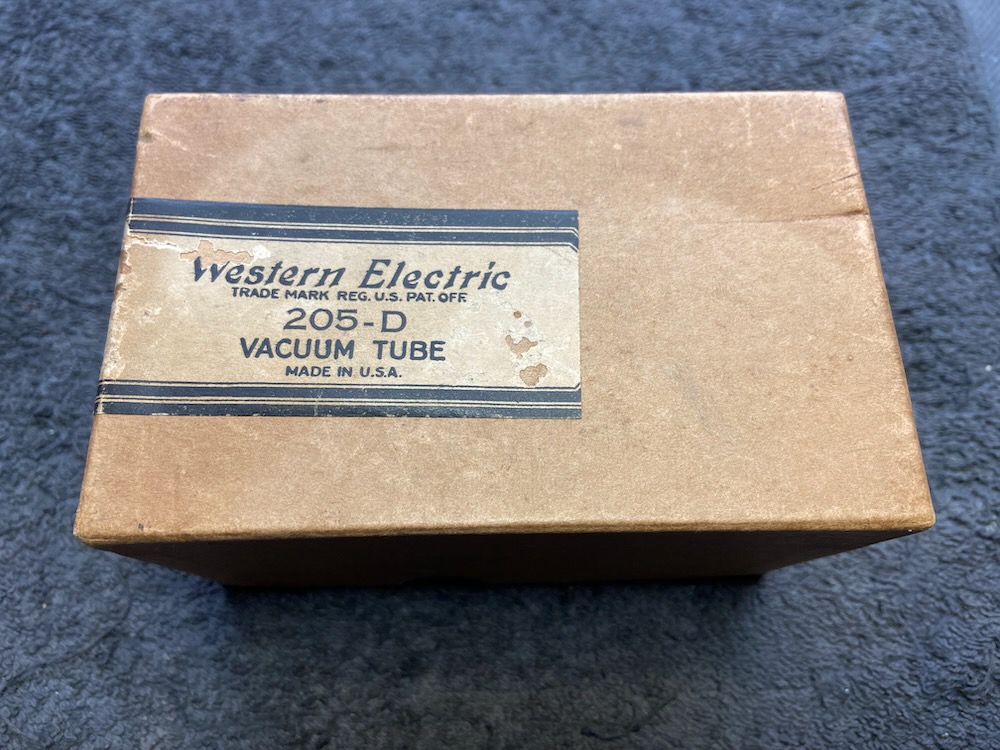 Western Electric
TRADE MARK REG. U.S. PAT. OFF.
205-D
VACUUM TUBE
MADE IN U.S.A.